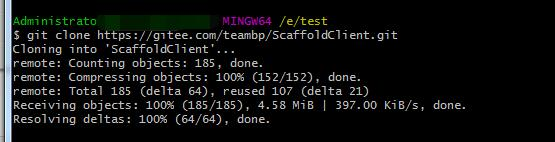 Administrato MINGW64 /e/test
$ git clone https://gitee.com/teambp/ScaffoldClient.git
Cloning into 'ScaffoldClient'...
remote: Counting objects: 185, done.
remote: Compressing objects: 100% (152/152), done.
remote: Total 185 (delta 64), reused 107 (delta 21)
Receiving objects: 100% (185/185), 4.58 MiB | 397.00 KiB/s, done.
Resolving deltas: 100% (64/64), done.